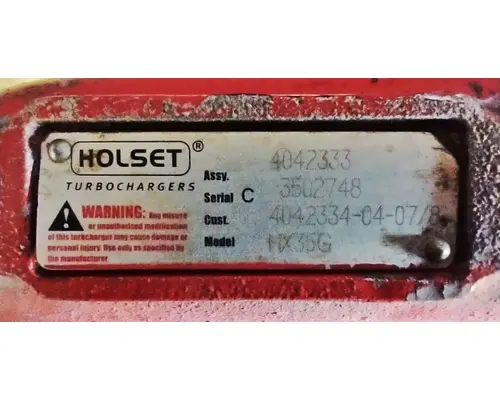 HOLSET®
TURBOCHARGERS
WARNING: Any misuse
or unauthorised modification
of this turbocharger may cause damage or
personal injury. Use only as specified by
the manufacturer
Assy. 4042333
Serial C 3502748
Cust. 4042334-04-07/8
Model HX35G